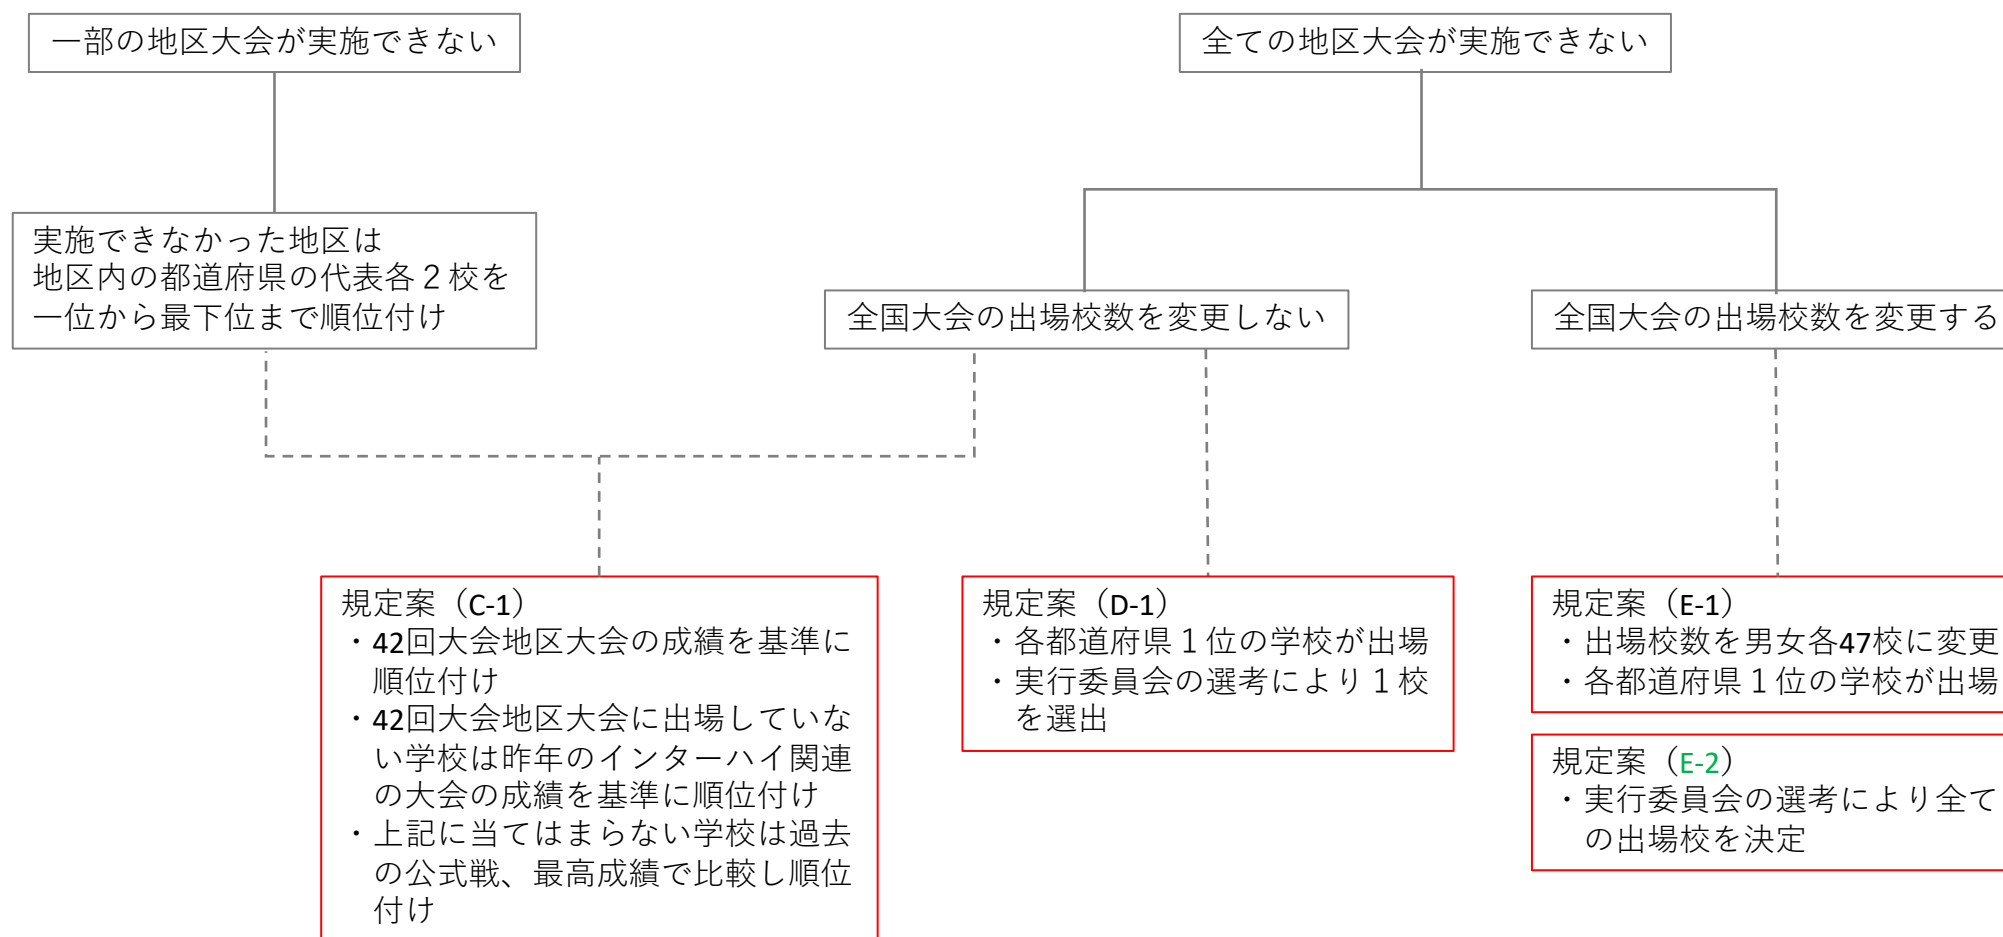 一部の地区大会が実施できない
全ての地区大会が実施できない
実施できなかった地区は
地区内の都道府県の代表各２校を
一位から最下位まで順位付け
全国大会の出場校数を変更しない
全国大会の出場校数を変更する
規定案（C-1）
・42回大会地区大会の成績を基準に
順位付け
・42回大会地区大会に出場していな
い学校は昨年のインターハイ関連
の大会の成績を基準に順位付け
・上記に当てはまらない学校は過去
の公式戦、最高成績で比較し順位
付け
規定案（D-1）
・各都道府県１位の学校が出場
・実行委員会の選考により１校
を選出
規定案（E-1）
・出場校数を男女各47校に変更
・各都道府県１位の学校が出場
規定案（E-2）
・実行委員会の選考により全て
の出場校を決定